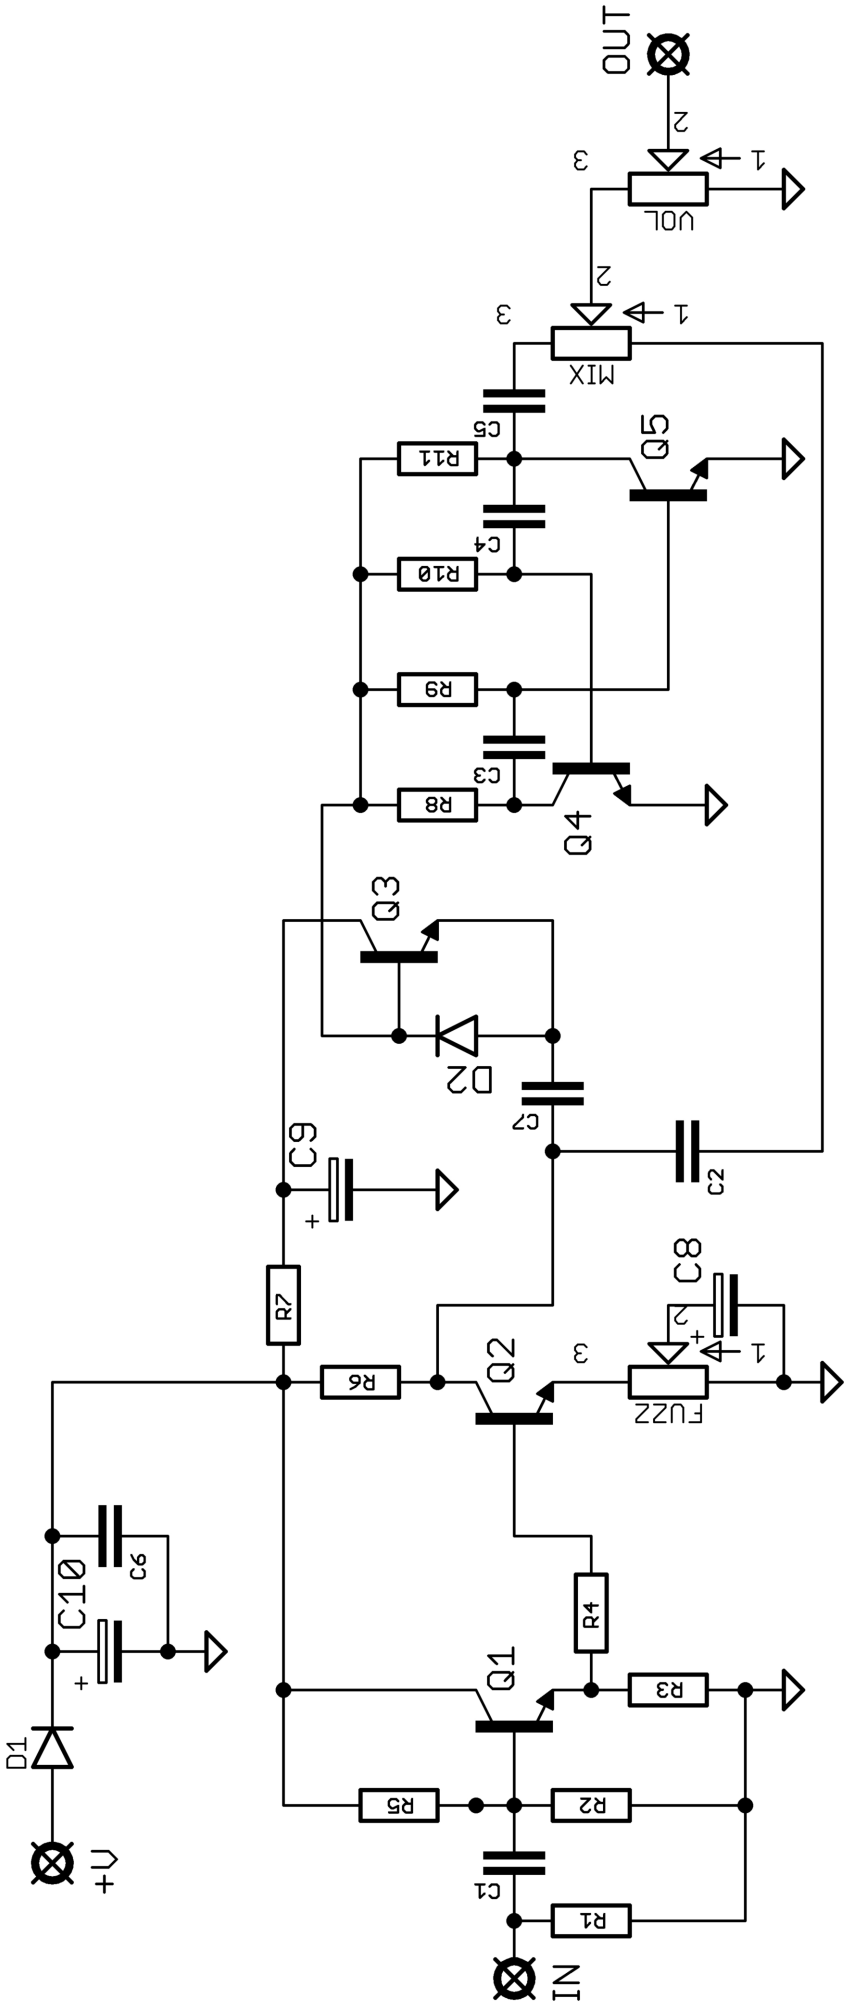 OUT
2
3
1
VOL
2
3
1
MIX
C5
R11
Q5
C4
R10
R9
C3
R8
Q4
Q3
D2
C7
C9
+
C2
R7
C8
2
+
Q2
3
1
R6
FUZZ
C10
C6
+
R4
Q1
R3
D1
R5
R2
+V
C1
R1
IN